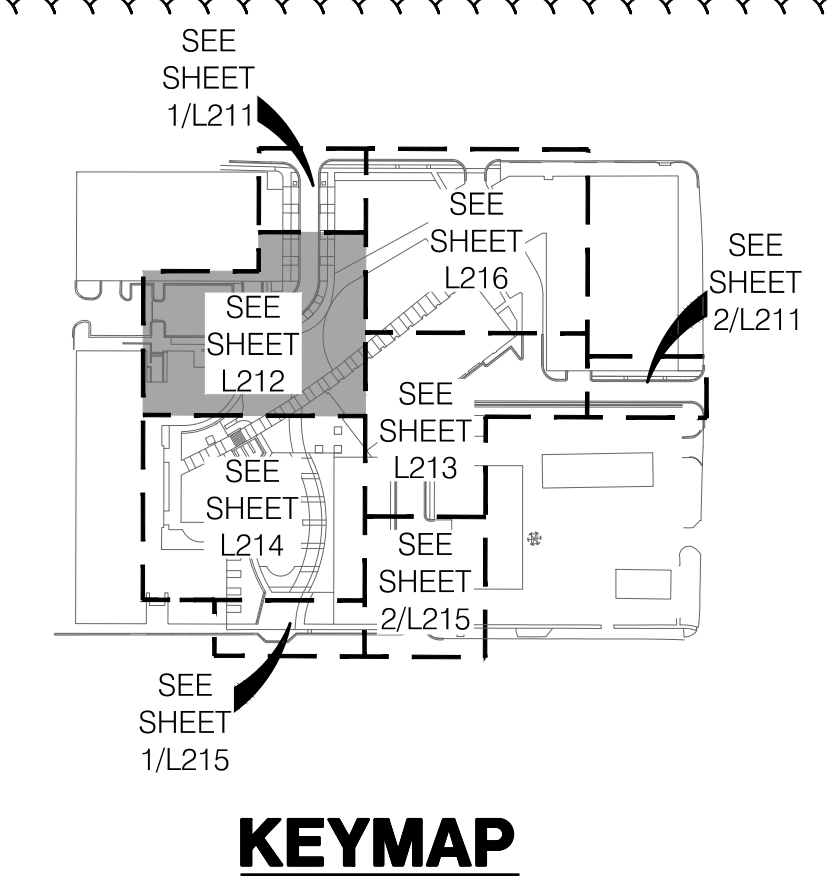 SEE
SHEET
1/L211
SEE
SHEET
L216
SEE
SHEET
2/L211
SEE
SHEET
L212
SEE
SHEET
L213
SEE
SHEET
L214
SEE
SHEET
2/L215
SEE
SHEET
1/L215
KEYMAP